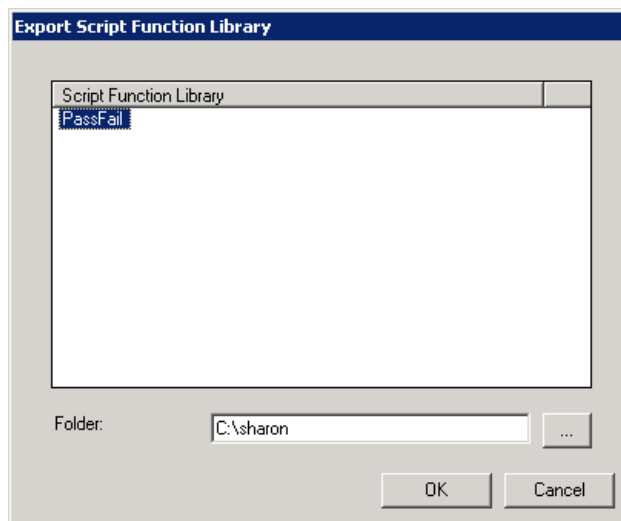 Export Script Function Library
Script Function Library
PassFail
Folder:
C:\sharon
...
OK
Cancel